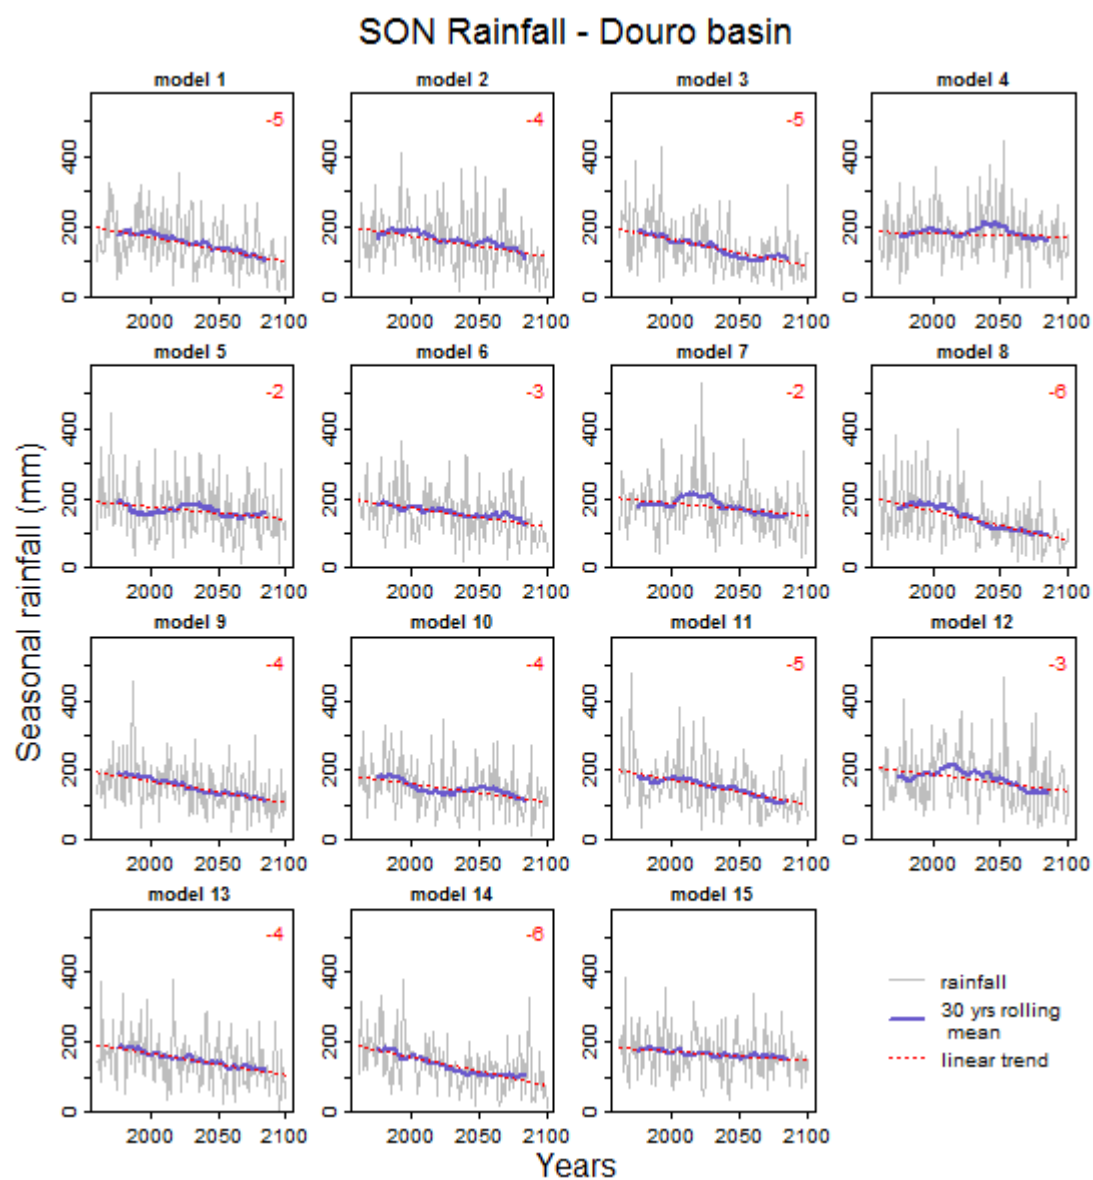 SON Rainfall - Douro basin
model 1
model 2
model 3
model 4
-5
-4
-5
0 200 400
0 200 400
0 200 400
0 200 400
2000 2050 2100
2000 2050 2100
2000 2050 2100
2000 2050 2100
model 5
model 6
model 7
model 8
-2
-3
-2
-6
0 200 400
0 200 400
0 200 400
0 200 400
2000 2050 2100
2000 2050 2100
2000 2050 2100
2000 2050 2100
Seasonal rainfall (mm)
model 9
model 10
model 11
model 12
-4
-4
-5
-3
0 200 400
0 200 400
0 200 400
0 200 400
2000 2050 2100
2000 2050 2100
2000 2050 2100
2000 2050 2100
model 13
model 14
model 15
-4
-6
0 200 400
0 200 400
0 200 400
2000 2050 2100
2000 2050 2100
2000 2050 2100
rainfall
30 yrs rolling
mean
linear trend
Years